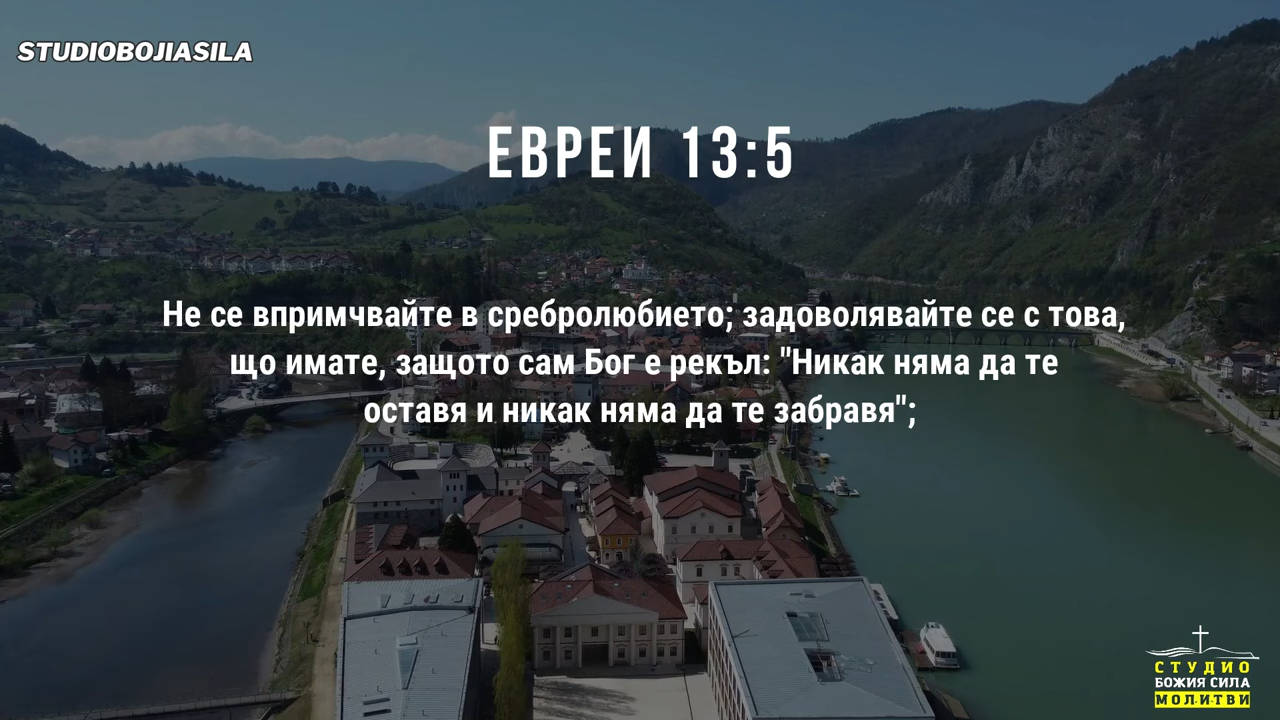 STUDIOBOJIASILA
ЕВРЕИ 13:5
Не се впримчвайте в сребролюбието; задоволявайте се с това,
що имате, защото сам Бог е рекъл: "Никак няма да те
оставя и никак няма да те забравя";
СТУДИО
БОЖИЯ СИЛА
МОЛИТВИ